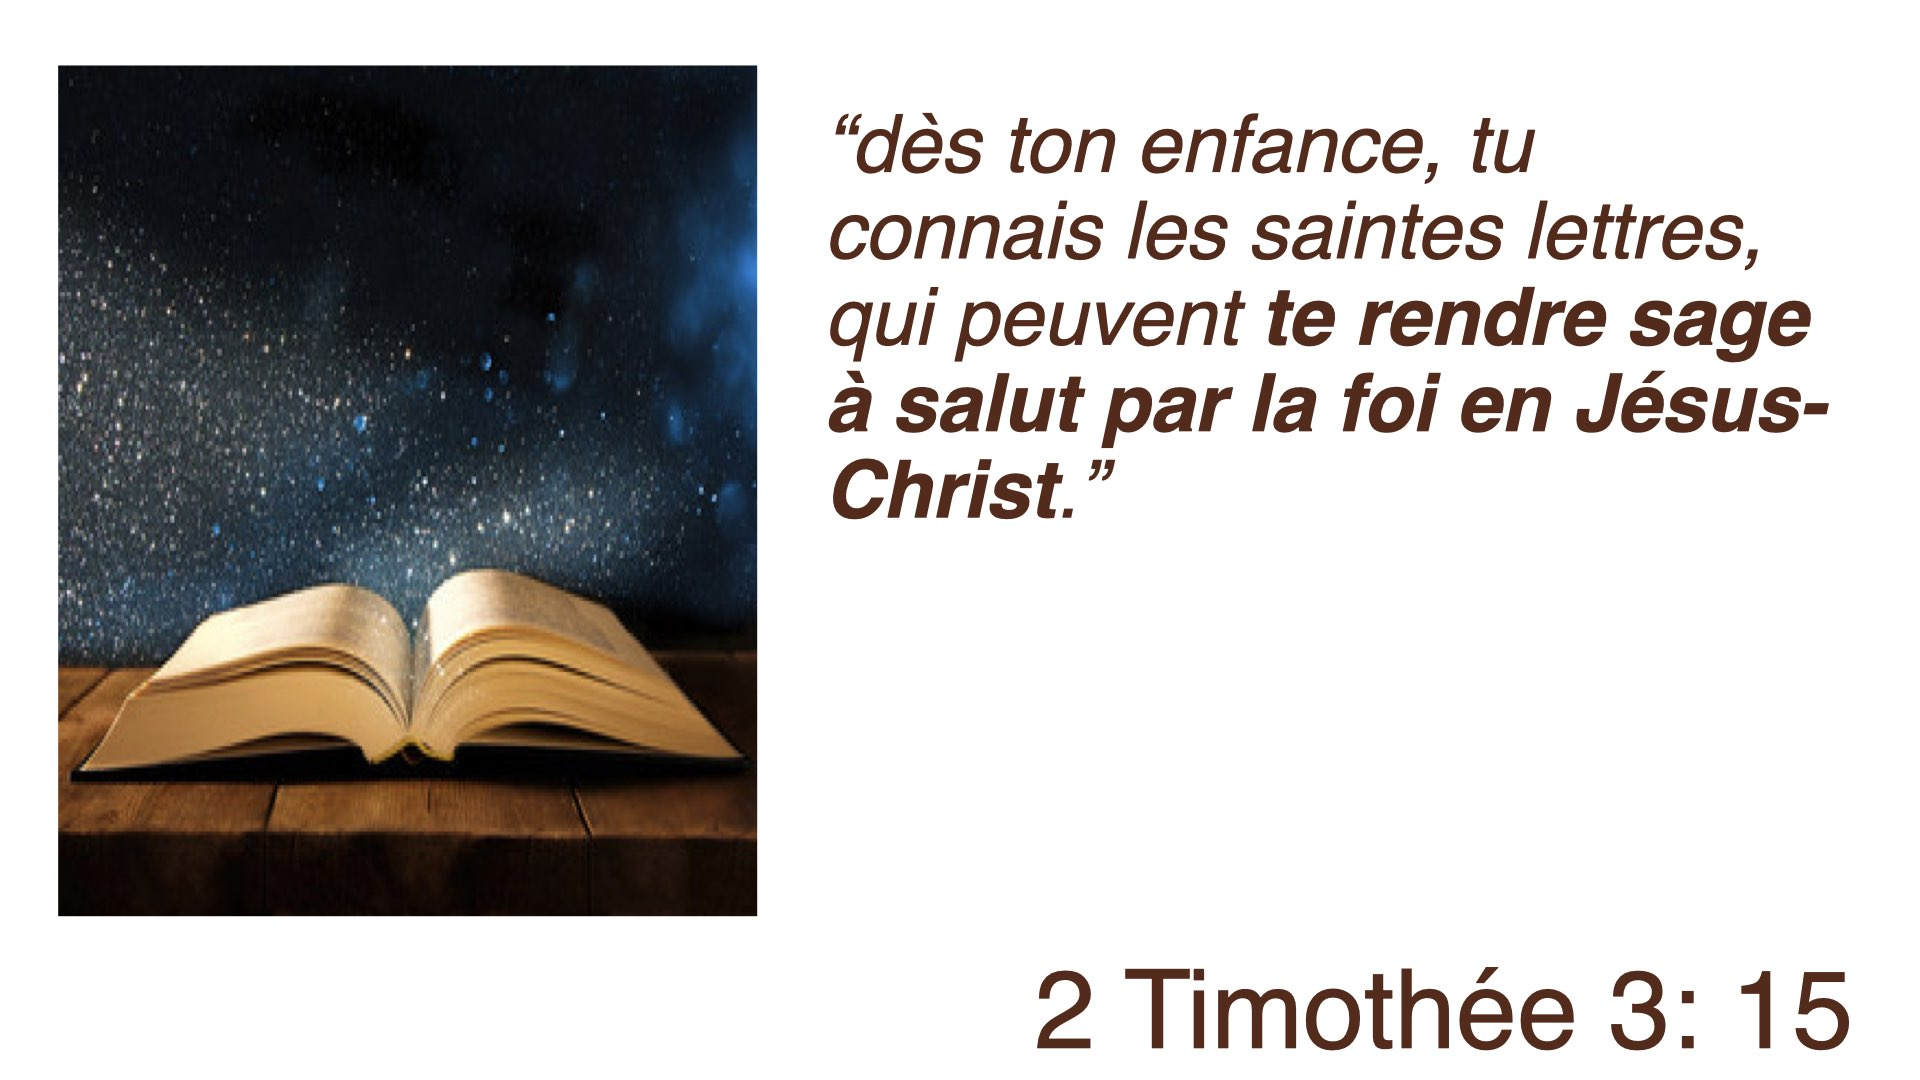 “dès ton enfance, tu
connais les saintes lettres,
qui peuvent te rendre sage
à salut par la foi en Jésus-
Christ.”
2 Timothée 3: 15